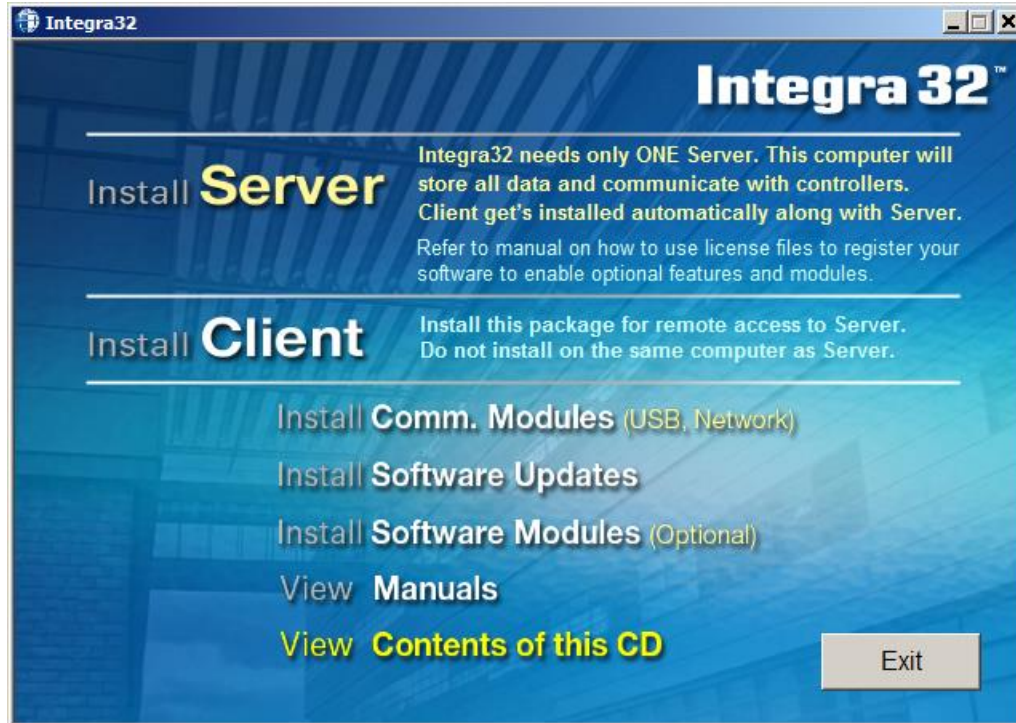 Integra32
Integra 32™
Install Server
Integra32 needs only ONE Server. This computer will
store all data and communicate with controllers.
Client get's installed automatically along with Server.
Refer to manual on how to use license files to register your
software to enable optional features and modules.
Install Client
Install this package for remote access to Server.
Do not install on the same computer as Server.
Install Comm. Modules (USB, Network)
Install Software Updates
Install Software Modules (Optional)
View Manuals
View Contents of this CD
Exit